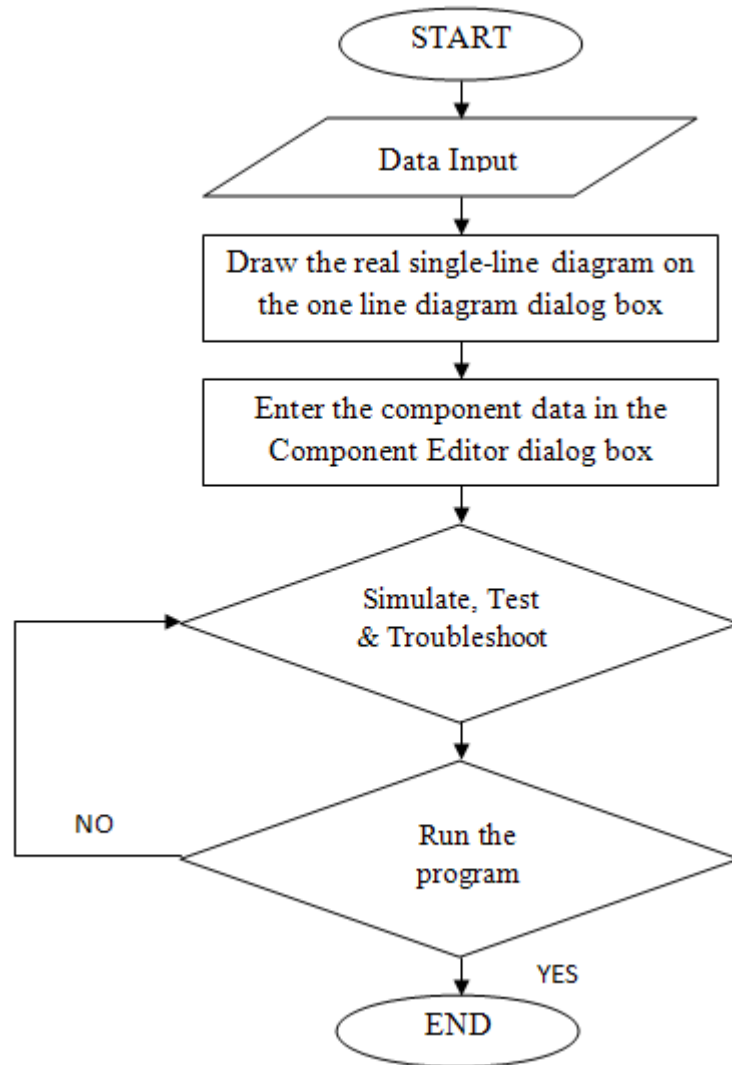 START
Data Input
Draw the real single-line diagram on
the one line diagram dialog box
Enter the component data in the
Component Editor dialog box
Simulate, Test
& Troubleshoot
NO
Run the
program
YES
END